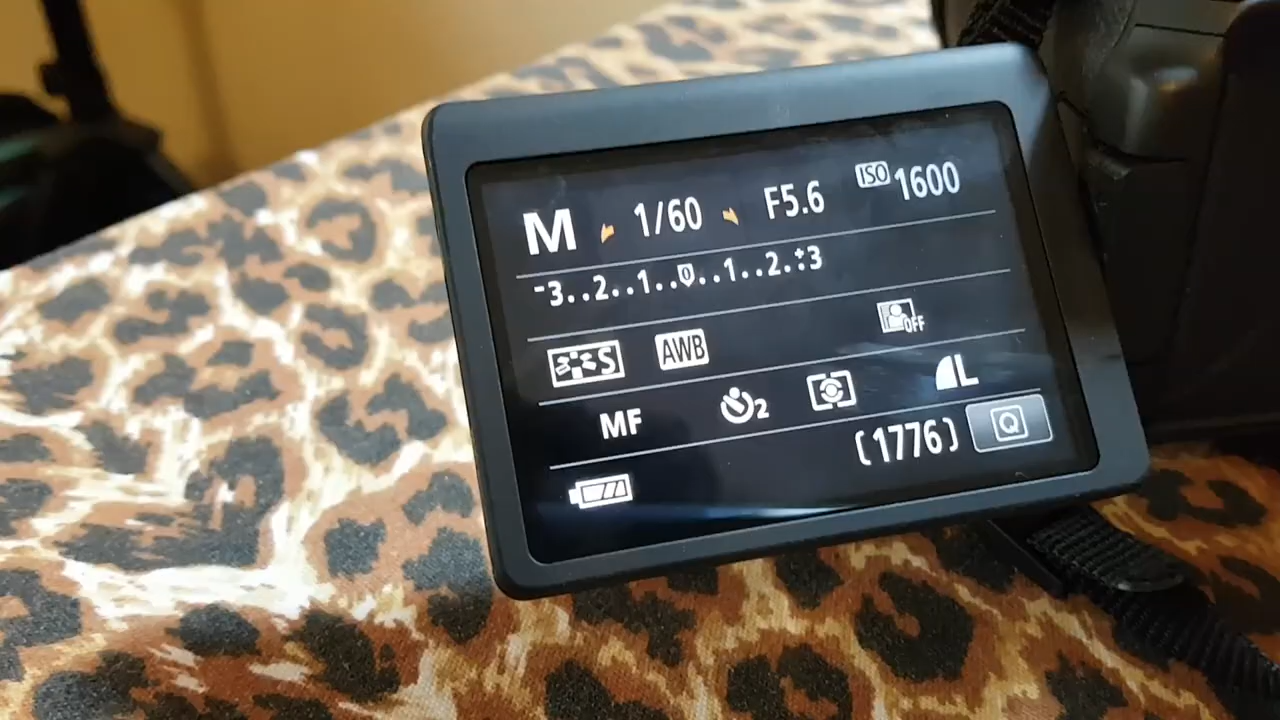 M 1/60 F5.6 ISO 1600
-3..2..1..0..1..2..+3
S AWB OFF
MF 2 L
(1776) Q